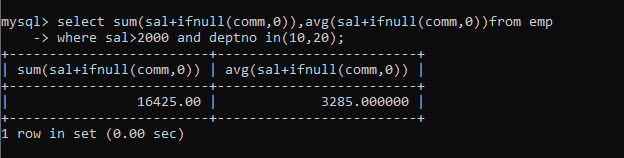 mysql> select sum(sal+ifnull(comm,0)),avg(sal+ifnull(comm,0))from emp
    -> where sal>2000 and deptno in(10,20);
+-------------------------+-------------------------+
| sum(sal+ifnull(comm,0)) | avg(sal+ifnull(comm,0)) |
+-------------------------+-------------------------+
|                16425.00 |             3285.000000 |
+-------------------------+-------------------------+
1 row in set (0.00 sec)